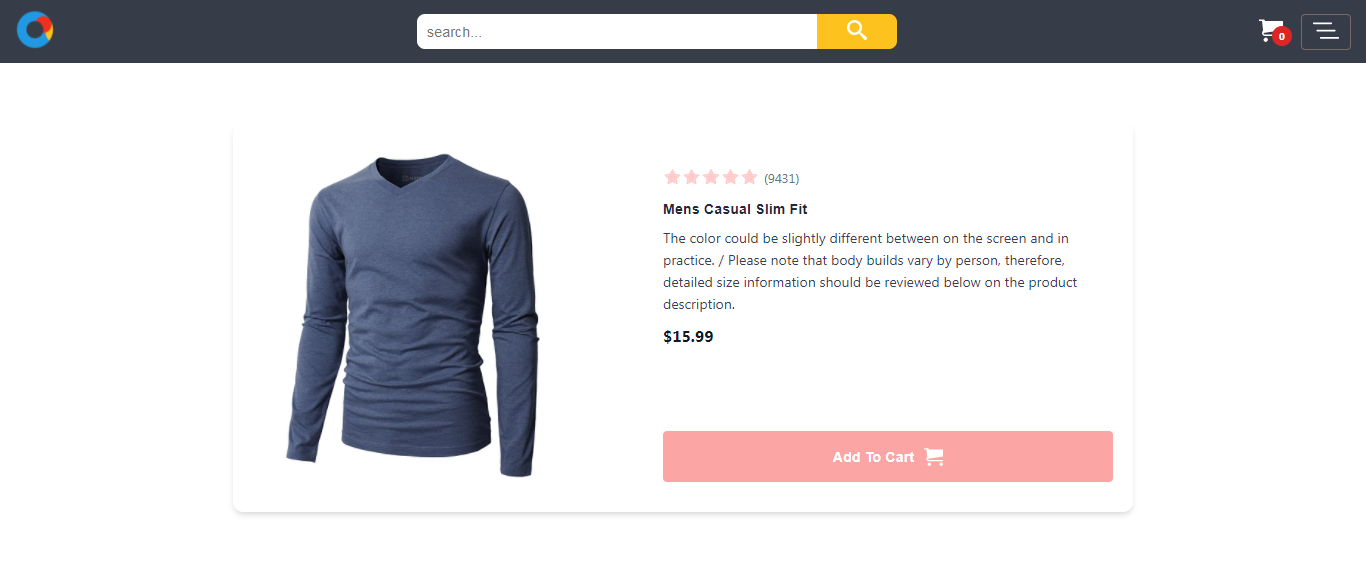 search...
0
(9431)
Mens Casual Slim Fit
The color could be slightly different between on the screen and in
practice. / Please note that body builds vary by person, therefore,
detailed size information should be reviewed below on the product
description.
$15.99
Add To Cart